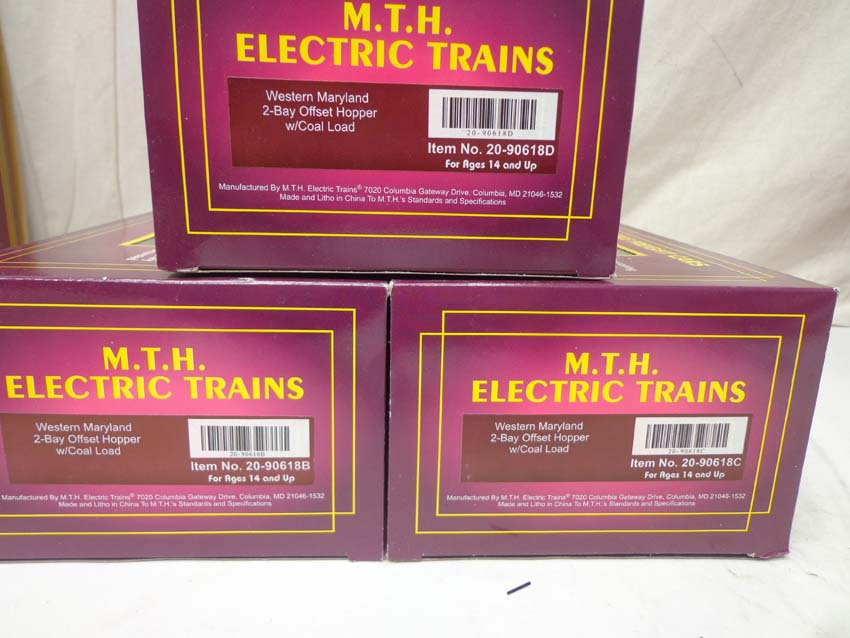 M.T.H.
ELECTRIC TRAINS
Western Maryland
2-Bay Offset Hopper
w/Coal Load
20-90618D
Item No. 20-90618D
For Ages 14 and Up
Manufactured By M.T.H. Electric Trains® 7020 Columbia Gateway Drive, Columbia, MD 21046-1532
Made and Litho in China To M.T.H.'s Standards and Specifications
M.T.H.
ELECTRIC TRAINS
Western Maryland
2-Bay Offset Hopper
w/Coal Load
20-90618B
Item No. 20-90618B
For Ages 14 and Up
Manufactured By M.T.H. Electric Trains® 7020 Columbia Gateway Drive, Columbia, MD 21046-1532
Made and Litho in China To M.T.H.'s Standards and Specifications
M.T.H.
ELECTRIC TRAINS
Western Maryland
2-Bay Offset Hopper
w/Coal Load
20-90618C
Item No. 20-90618C
For Ages 14 and Up
Manufactured By M.T.H. Electric Trains® 7020 Columbia Gateway Drive, Columbia, MD 21046-1532
Made and Litho in China To M.T.H.'s Standards and Specifications